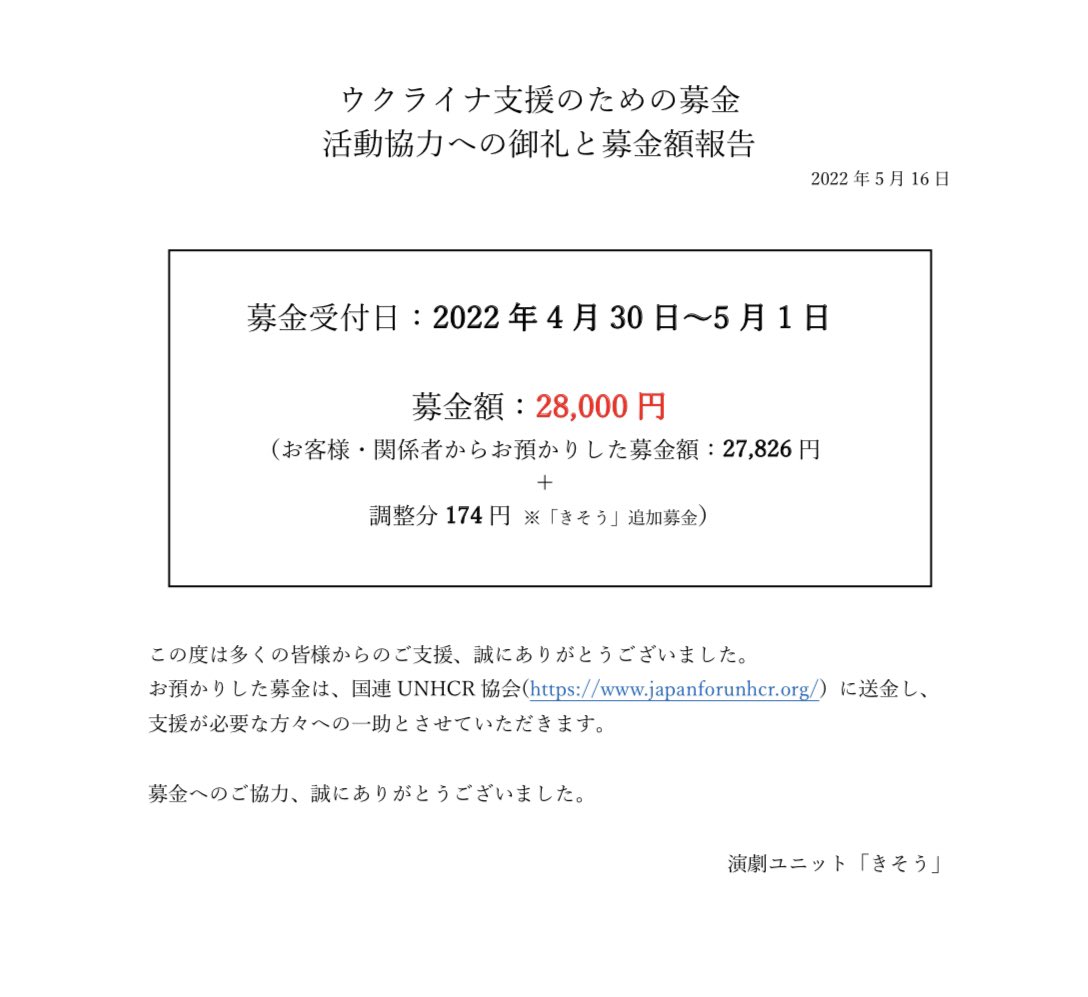 ウクライナ支援のための募金
活動協力への御礼と募金額報告
2022 年 5 月 16 日
募金受付日：2022 年 4 月 30 日～5 月 1 日
募金額：28,000 円
（お客様・関係者からお預かりした募金額：27,826 円
＋
調整分 174 円 ※「きそう」追加募金）
この度は多くの皆様からのご支援、誠にありがとうございました。
お預かりした募金は、国連 UNHCR 協会(https://www.japanforunhcr.org/）に送金し、
支援が必要な方々への一助とさせていただきます。
募金へのご協力、誠にありがとうございました。
演劇ユニット「きそう」